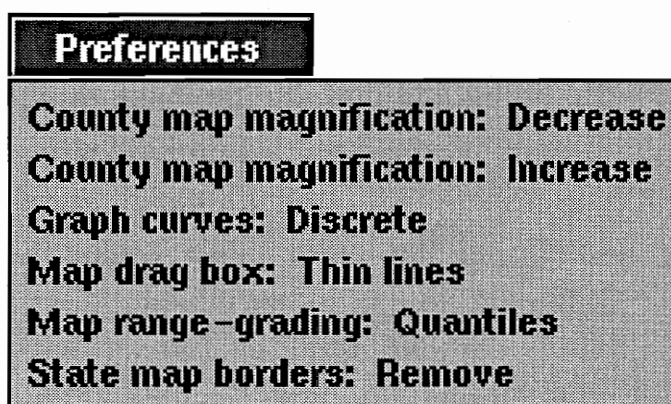 Preferences
County map magnification: Decrease
County map magnification: Increase
Graph curves: Discrete
Map drag box: Thin lines
Map range-grading: Quantiles
State map borders: Remove